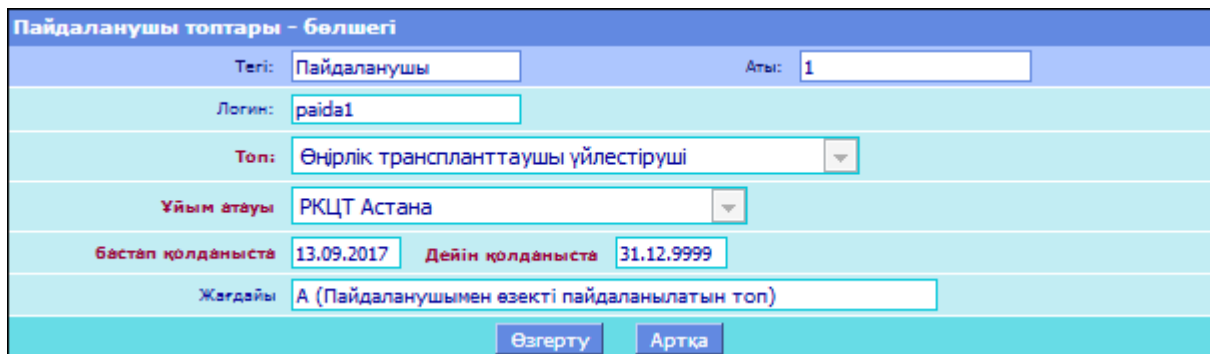 Пайдаланушы топтары - бөлшегі
Тегі: Пайдаланушы Аты: 1
Логин: paida1
Топ: Өңірлік транспланттаушы үйлестіруші
Ұйым атауы РКЦТ Астана
бастап қолданыста 13.09.2017 Дейін қолданыста 31.12.9999
Жағдайы А (Пайдаланушымен өзекті пайдаланылатын топ)
Өзгерту Артқа